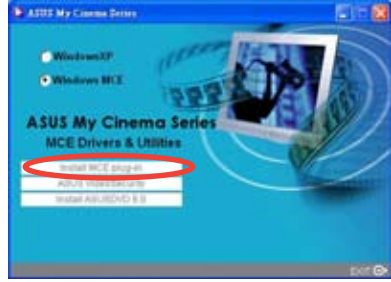 ASUS My Cinema Series
WindowsXP
Windows MCE
ASUS My Cinema Series
MCE Drivers & Utilities
Install MCE plug-in
ASUS VideoSecurity
Install ASUSDVD 8.0
EXIT